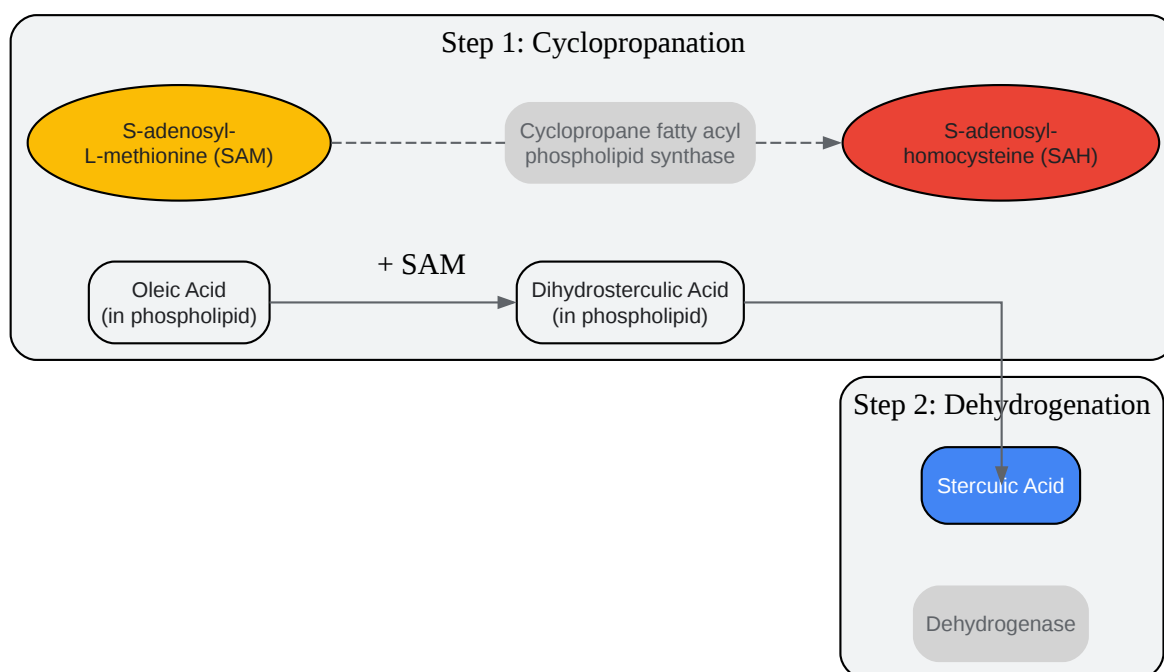 Step 1: Cyclopropanation
S-adenosyl-
L-methionine (SAM)
Cyclopropane fatty acyl
phospholipid synthase
S-adenosyl-
homocysteine (SAH)
+ SAM
Oleic Acid
(in phospholipid)
Dihydrosterculic Acid
(in phospholipid)
Step 2: Dehydrogenation
Sterculic Acid
Dehydrogenase